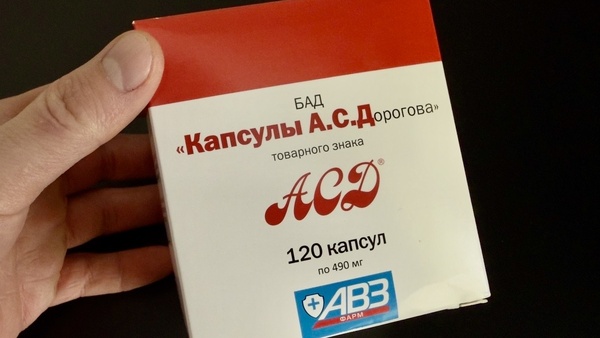 БАД
«Капсулы А.С.Дорогова»
товарного знака
АСД®
120 капсул
по 490 мг
АВЗ
ФАРМ